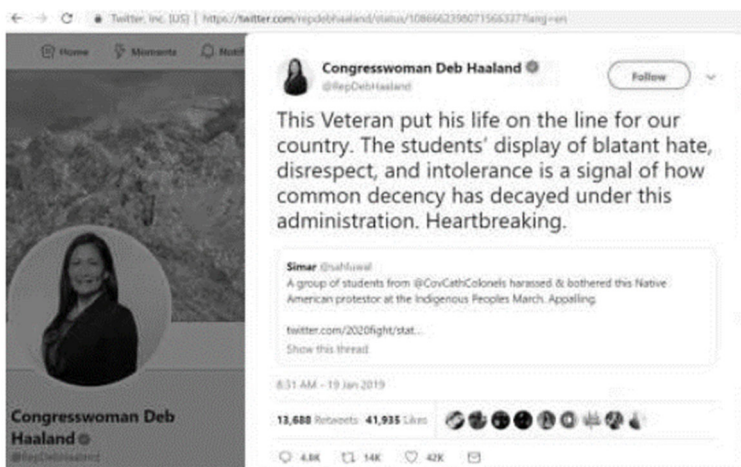 Twitter, Inc. [US] | https://twitter.com/repdebhaaland/status/1086662398071566337?lang=en
Home Moments
Congresswoman Deb Haaland
@RepDebHaaland
Follow
This Veteran put his life on the line for our
country. The students' display of blatant hate,
disrespect, and intolerance is a signal of how
common decency has decayed under this
administration. Heartbreaking.
Simar @sahluwal
A group of students from @CovCathColonels harassed & bothered this Native
American protestor at the Indigenous Peoples March. Appalling.
twitter.com/2020fight/stat...
Show this thread
8:31 AM - 19 Jan 2019
13,688 Retweets 41,935 Likes
4.8K 14K 42K
Congresswoman Deb
Haaland
@RepDebHaaland